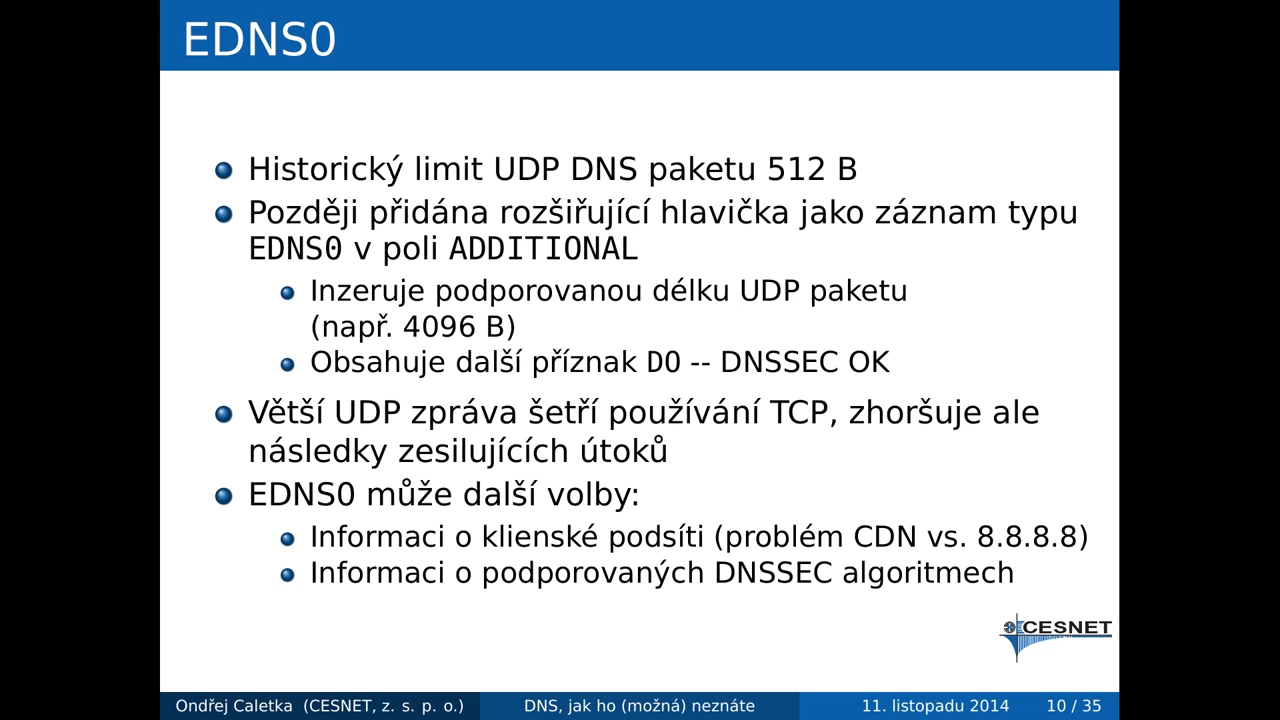 EDNS0
Historický limit UDP DNS paketu 512 B
Později přidána rozšiřující hlavička jako záznam typu
EDNS0 v poli ADDITIONAL
Inzeruje podporovanou délku UDP paketu
(např. 4096 B)
Obsahuje další příznak DO -- DNSSEC OK
Větší UDP zpráva šetří používání TCP, zhoršuje ale
následky zesilujících útoků
EDNS0 může další volby:
Informaci o klienské podsíti (problém CDN vs. 8.8.8.8)
Informaci o podporovaných DNSSEC algoritmech
CESNET
Ondřej Caletka (CESNET, z. s. p. o.)
DNS, jak ho (možná) neznáte
11. listopadu 2014
10 / 35